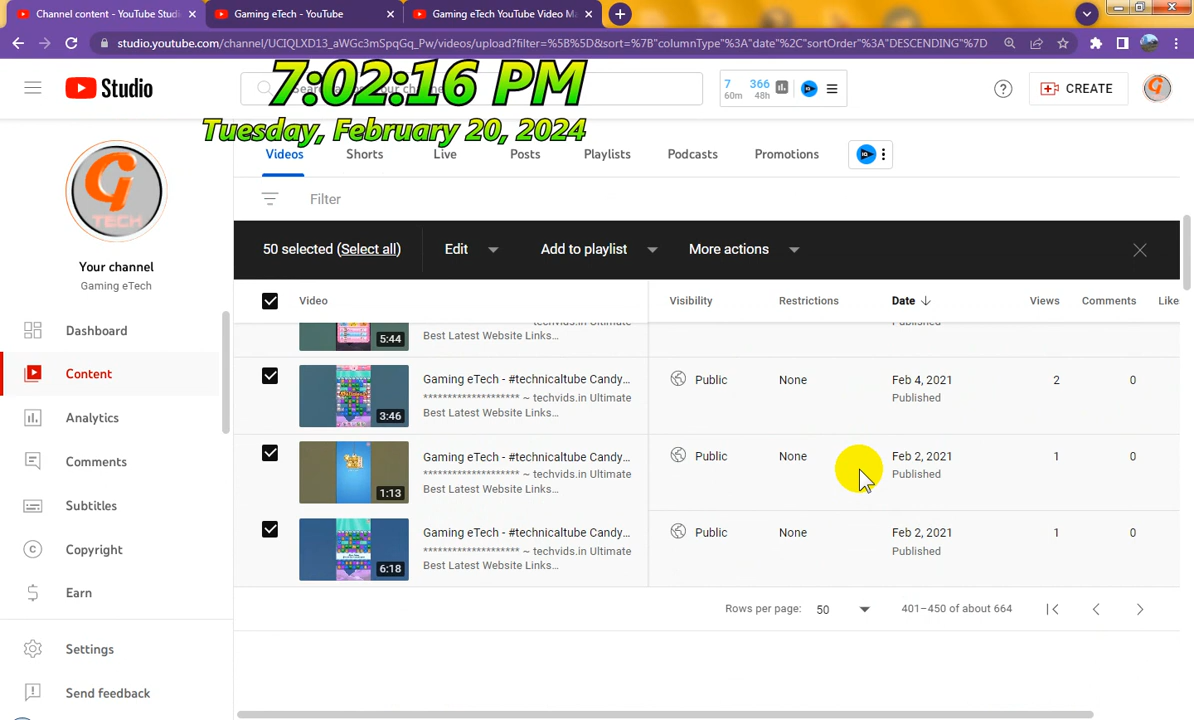 Channel content - YouTube Studi
Gaming eTech - YouTube
Gaming eTech YouTube Video Ma
studio.youtube.com/channel/UCIQLXD13_aWGc3mSpqGq_Pw/videos/upload?filter=%5B%5D&sort=%7B"columnType"%3A"date"%2C"sortOrder"%3A"DESCENDING"%7D
Studio
7:02:16 PM
Tuesday, February 20, 2024
7
60m
366
48h
IQ
?
CREATE
G
Videos
Shorts
Live
Posts
Playlists
Podcasts
Promotions
IQ
Filter
G
TECH
Your channel
Gaming eTech
50 selected (Select all)
Edit
Add to playlist
More actions
Video
Visibility
Restrictions
Date
Views
Comments
Like
5:44
Best Latest Website Links...
3:46
Gaming eTech - #technicaltube Candy...
******************** ~ techvids.in Ultimate
Best Latest Website Links...
Public
None
Feb 4, 2021
Published
2
0
1:13
Gaming eTech - #technicaltube Candy...
******************** ~ techvids.in Ultimate
Best Latest Website Links...
Public
None
Feb 2, 2021
Published
1
0
6:18
Gaming eTech - #technicaltube Candy...
******************** ~ techvids.in Ultimate
Best Latest Website Links...
Public
None
Feb 2, 2021
Published
1
0
Rows per page:
50
401–450 of about 664
Dashboard
Content
Analytics
Comments
Subtitles
Copyright
Earn
Settings
Send feedback